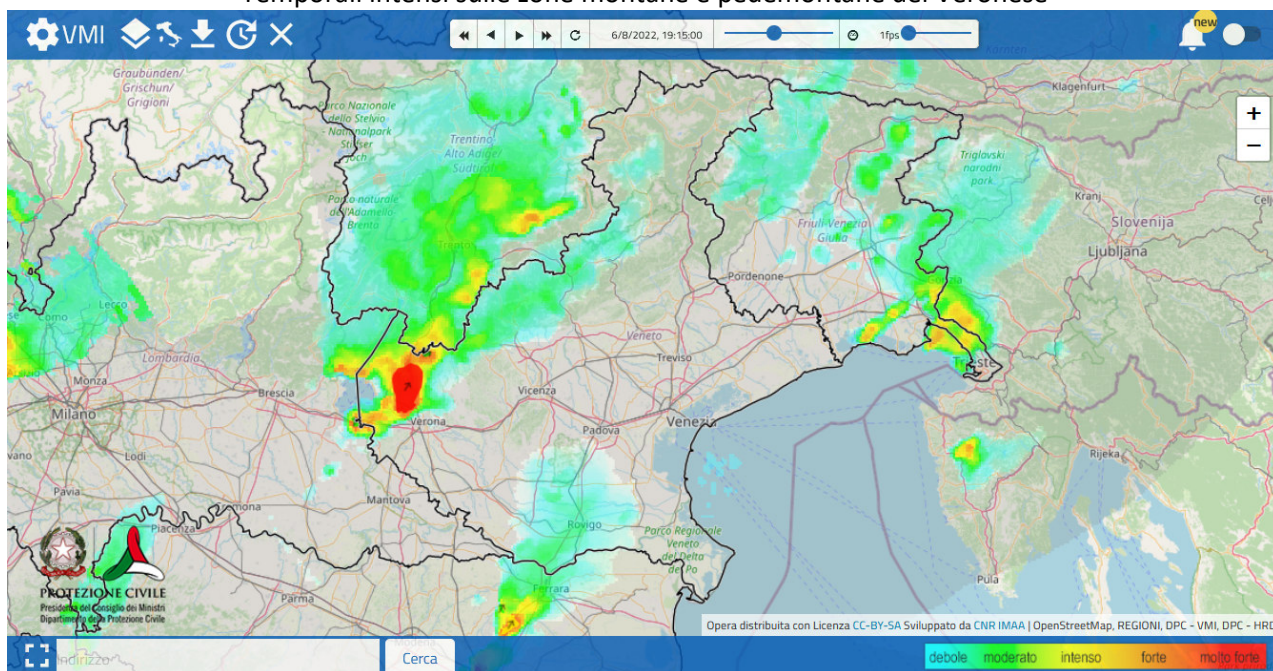 Temporali intensi sulle zone montane e pedemontane del Veronese
VMI
6/8/2022, 19:15:00
1fps
new
Kärnten
Klagenfurt
Graubünden/
Grischun/
Grigioni
Parco Nazionale
dello Stelvio
- Nationalpark
Stilfser
Joch
Trentino-
Alto Adige/
Südtirol
Triglavski
narodni
park
Kranj
Celj
Slovenija
Ljubljana
Parco naturale
dell'Adamello
Brenta
Trento
Friuli-Venezia
Giulia
Pordenone
Gorizia
Lecco
Como
Lombardia
Veneto
Treviso
Trieste
Monza
Milano
Brescia
Vicenza
Verona
Padova
Venezia
Rijeka
Lodi
Pavia
Mantova
Piacenza
Rovigo
Parco Regionale
Veneto
del Delta
del Po
Pula
Ferrara
Parma
PROTEZIONE CIVILE
Presidenza del Consiglio dei Ministri
Dipartimento della Protezione Civile
Opera distribuita con Licenza CC-BY-SA Sviluppato da CNR IMAA | OpenStreetMap, REGIONI, DPC - VMI, DPC - HRD
Indirizzo
Cerca
debole moderato intenso forte molto forte